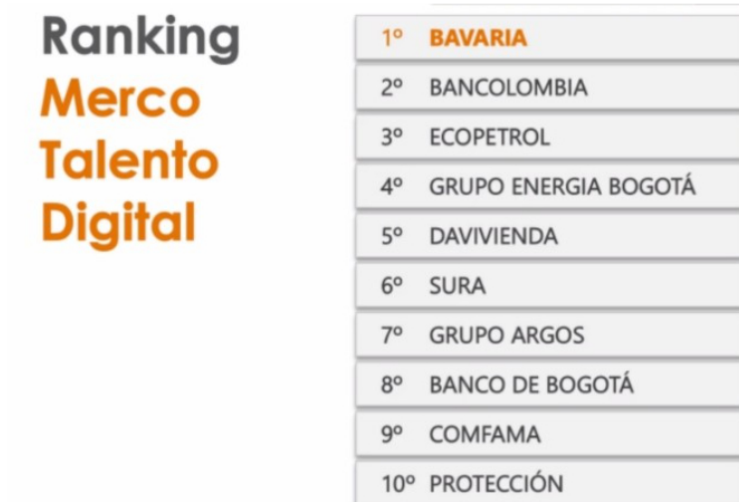 Ranking
Merco
Talento
Digital
1º BAVARIA
2º BANCOLOMBIA
3º ECOPETROL
4º GRUPO ENERGIA BOGOTÁ
5º DAVIVIENDA
6º SURA
7º GRUPO ARGOS
8º BANCO DE BOGOTÁ
9º COMFAMA
10º PROTECCIÓN